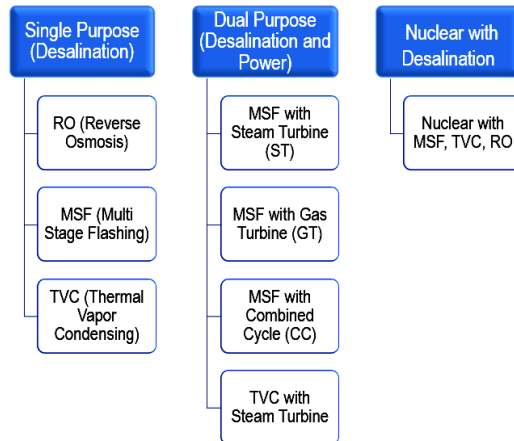 Single Purpose
(Desalination)
RO (Reverse
Osmosis)
MSF (Multi
Stage Flashing)
TVC (Thermal
Vapor
Condensing)
Dual Purpose
(Desalination and
Power)
MSF with
Steam Turbine
(ST)
MSF with Gas
Turbine (GT)
MSF with
Combined
Cycle (CC)
TVC with
Steam Turbine
Nuclear with
Desalination
Nuclear with
MSF, TVC, RO